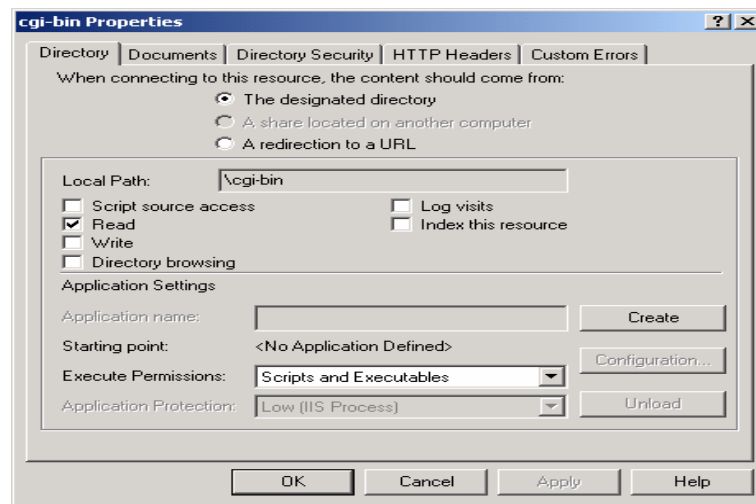 cgi-bin Properties
Directory Documents Directory Security HTTP Headers Custom Errors
When connecting to this resource, the content should come from:
The designated directory
A share located on another computer
A redirection to a URL
Local Path: \cgi-bin
Script source access Log visits
Read Index this resource
Write
Directory browsing
Application Settings
Application name: Create
Starting point: <No Application Defined>
Configuration...
Execute Permissions: Scripts and Executables
Application Protection: Low (IIS Process) Unload
OK Cancel Apply Help